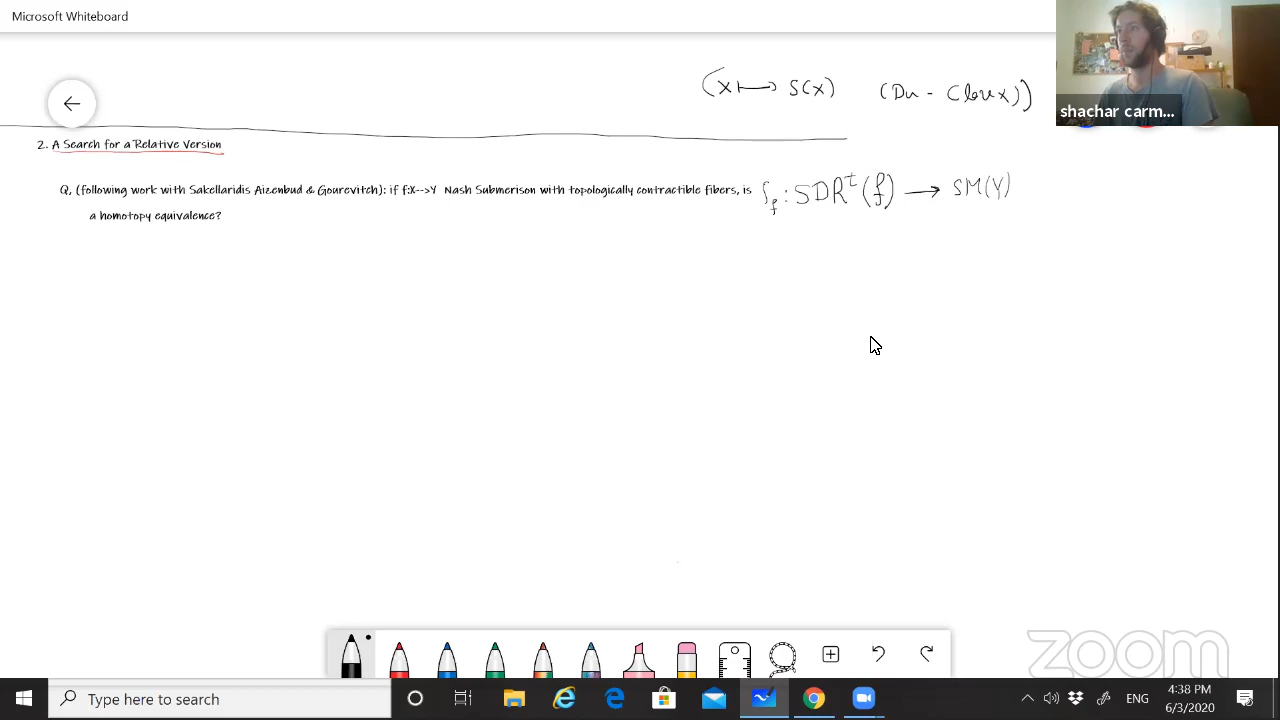 Microsoft Whiteboard
(X ⟼ S(X) (Du - Cloux))
shachar carm...
2. A Search for a Relative Version
Q, (following work with Sakellaridis Aizenbud & Gourevitch): if f:X-->Y Nash Submerison with topologically contractible fibers, is ∫_f : SDR^t(f) ⟶ SM(Y)
a homotopy equivalence?
zoom
Type here to search
ENG
4:38 PM
6/3/2020